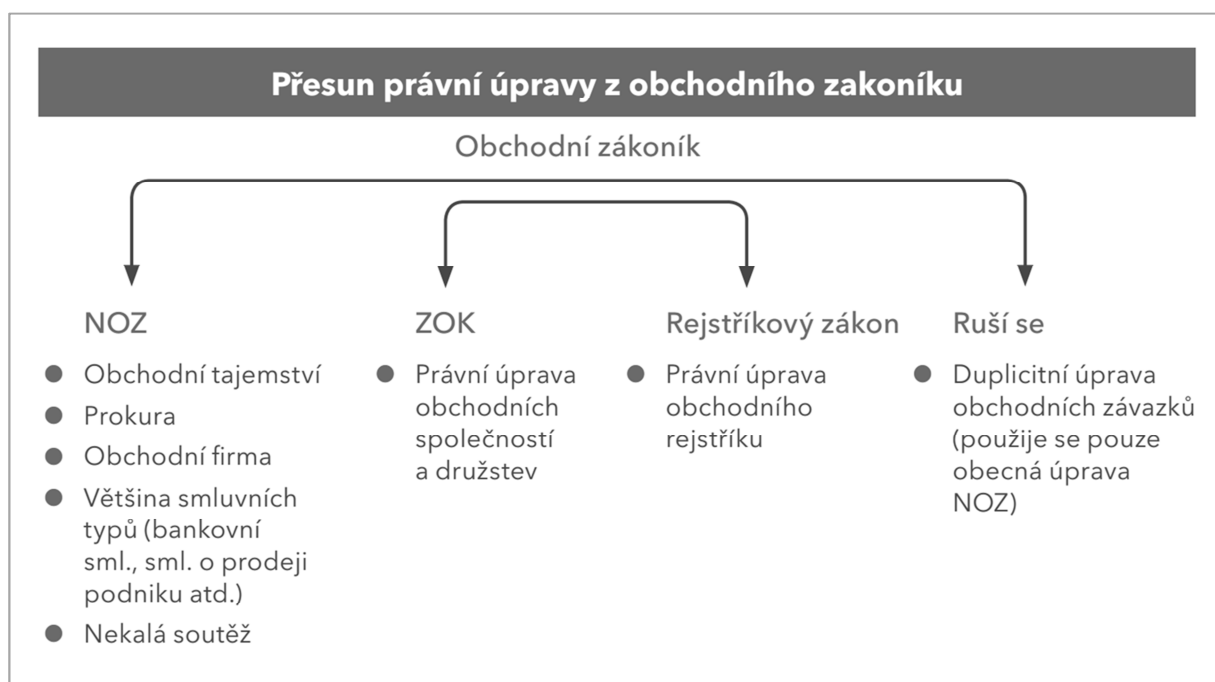 Přesun právní úpravy z obchodního zakoníku
Obchodní zákoník
NOZ
Obchodní tajemství
Prokura
Obchodní firma
Většina smluvních
typů (bankovní
sml., sml. o prodeji
podniku atd.)
Nekalá soutěž
ZOK
Právní úprava
obchodních
společností
a družstev
Rejstříkový zákon
Právní úprava
obchodního
rejstříku
Ruší se
Duplicitní úprava
obchodních závazků
(použije se pouze
obecná úprava
NOZ)